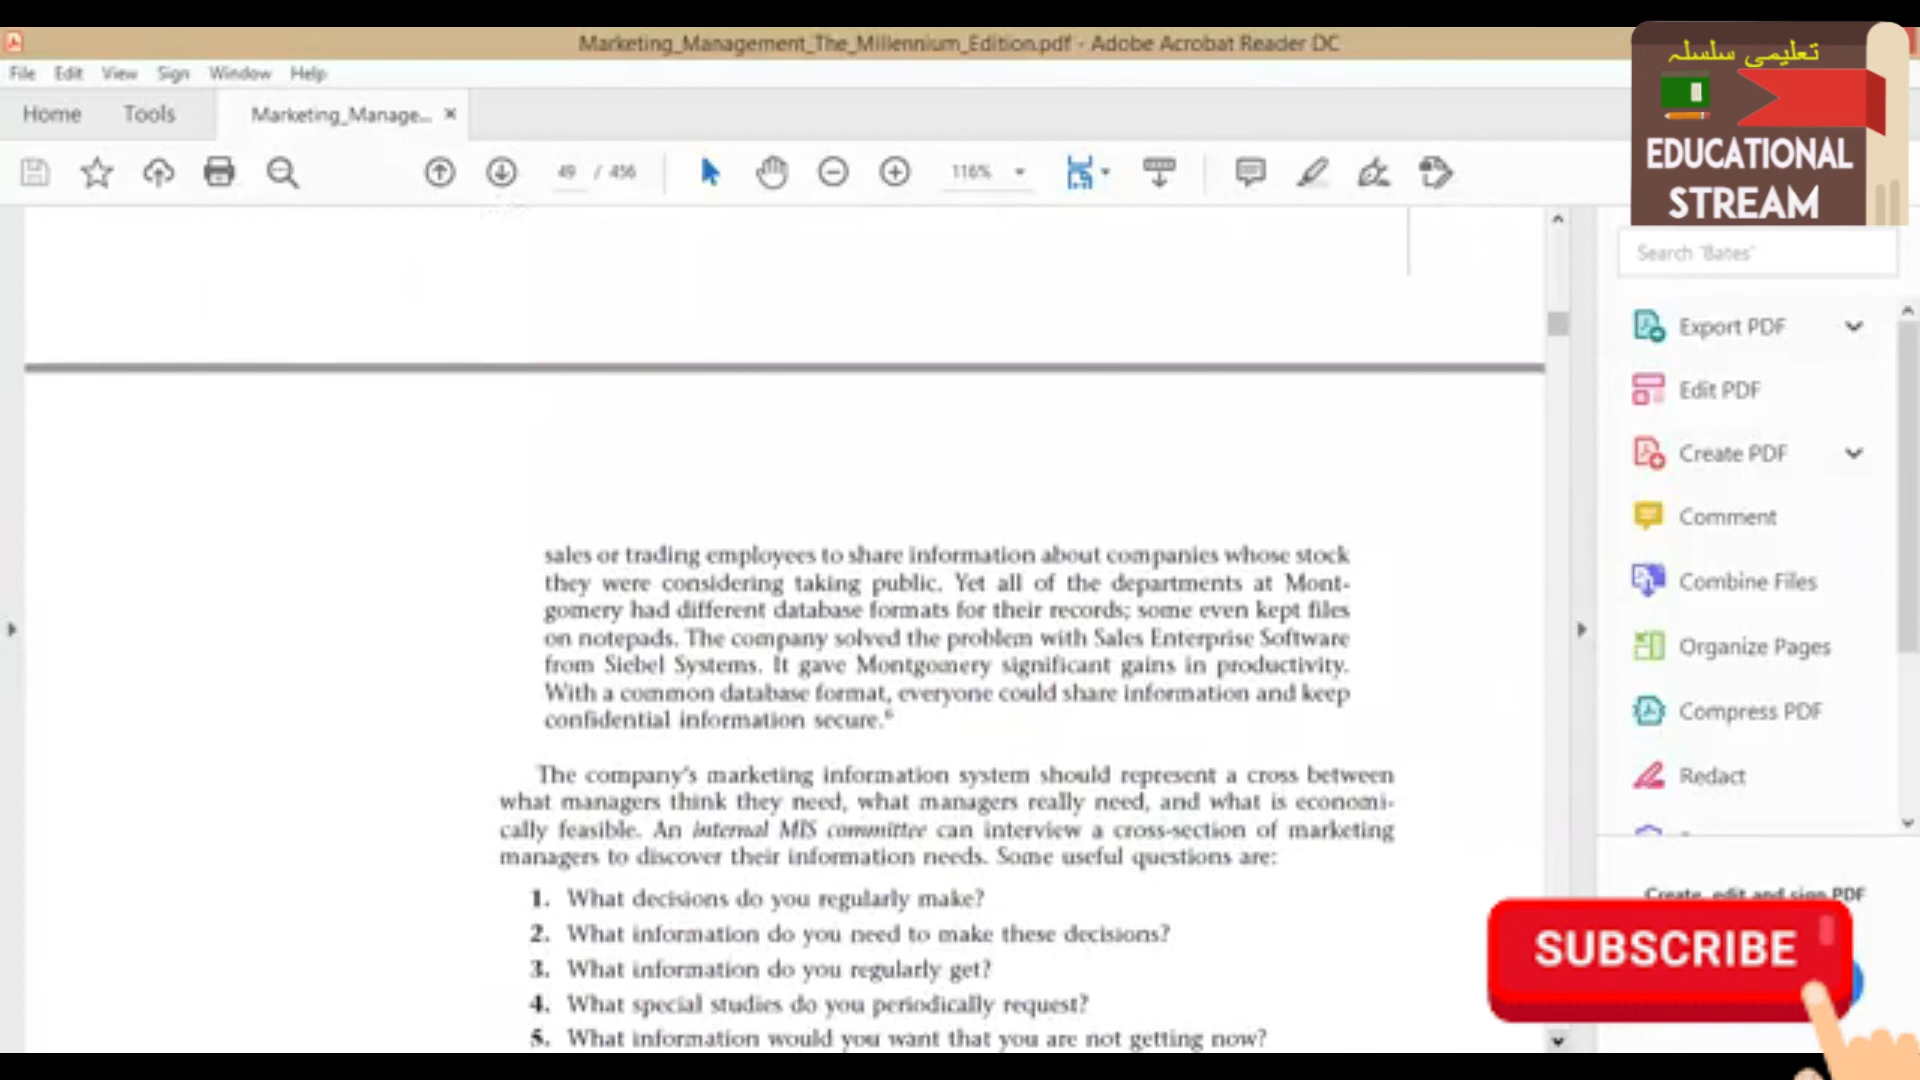 Marketing_Management_The_Millennium_Edition.pdf - Adobe Acrobat Reader DC
File Edit View Sign Window Help
Home Tools Marketing_Manage...
49 / 456 116%
تعلیمی سلسلہ
EDUCATIONAL
STREAM
Search 'Bates'
Export PDF
Edit PDF
Create PDF
Comment
Combine Files
Organize Pages
Compress PDF
Redact
Create, edit and sign PDF
sales or trading employees to share information about companies whose stock
they were considering taking public. Yet all of the departments at Mont-
gomery had different database formats for their records; some even kept files
on notepads. The company solved the problem with Sales Enterprise Software
from Siebel Systems. It gave Montgomery significant gains in productivity.
With a common database format, everyone could share information and keep
confidential information secure.⁶
The company's marketing information system should represent a cross between
what managers think they need, what managers really need, and what is economi-
cally feasible. An internal MIS committee can interview a cross-section of marketing
managers to discover their information needs. Some useful questions are:
1. What decisions do you regularly make?
2. What information do you need to make these decisions?
3. What information do you regularly get?
4. What special studies do you periodically request?
5. What information would you want that you are not getting now?
SUBSCRIBE